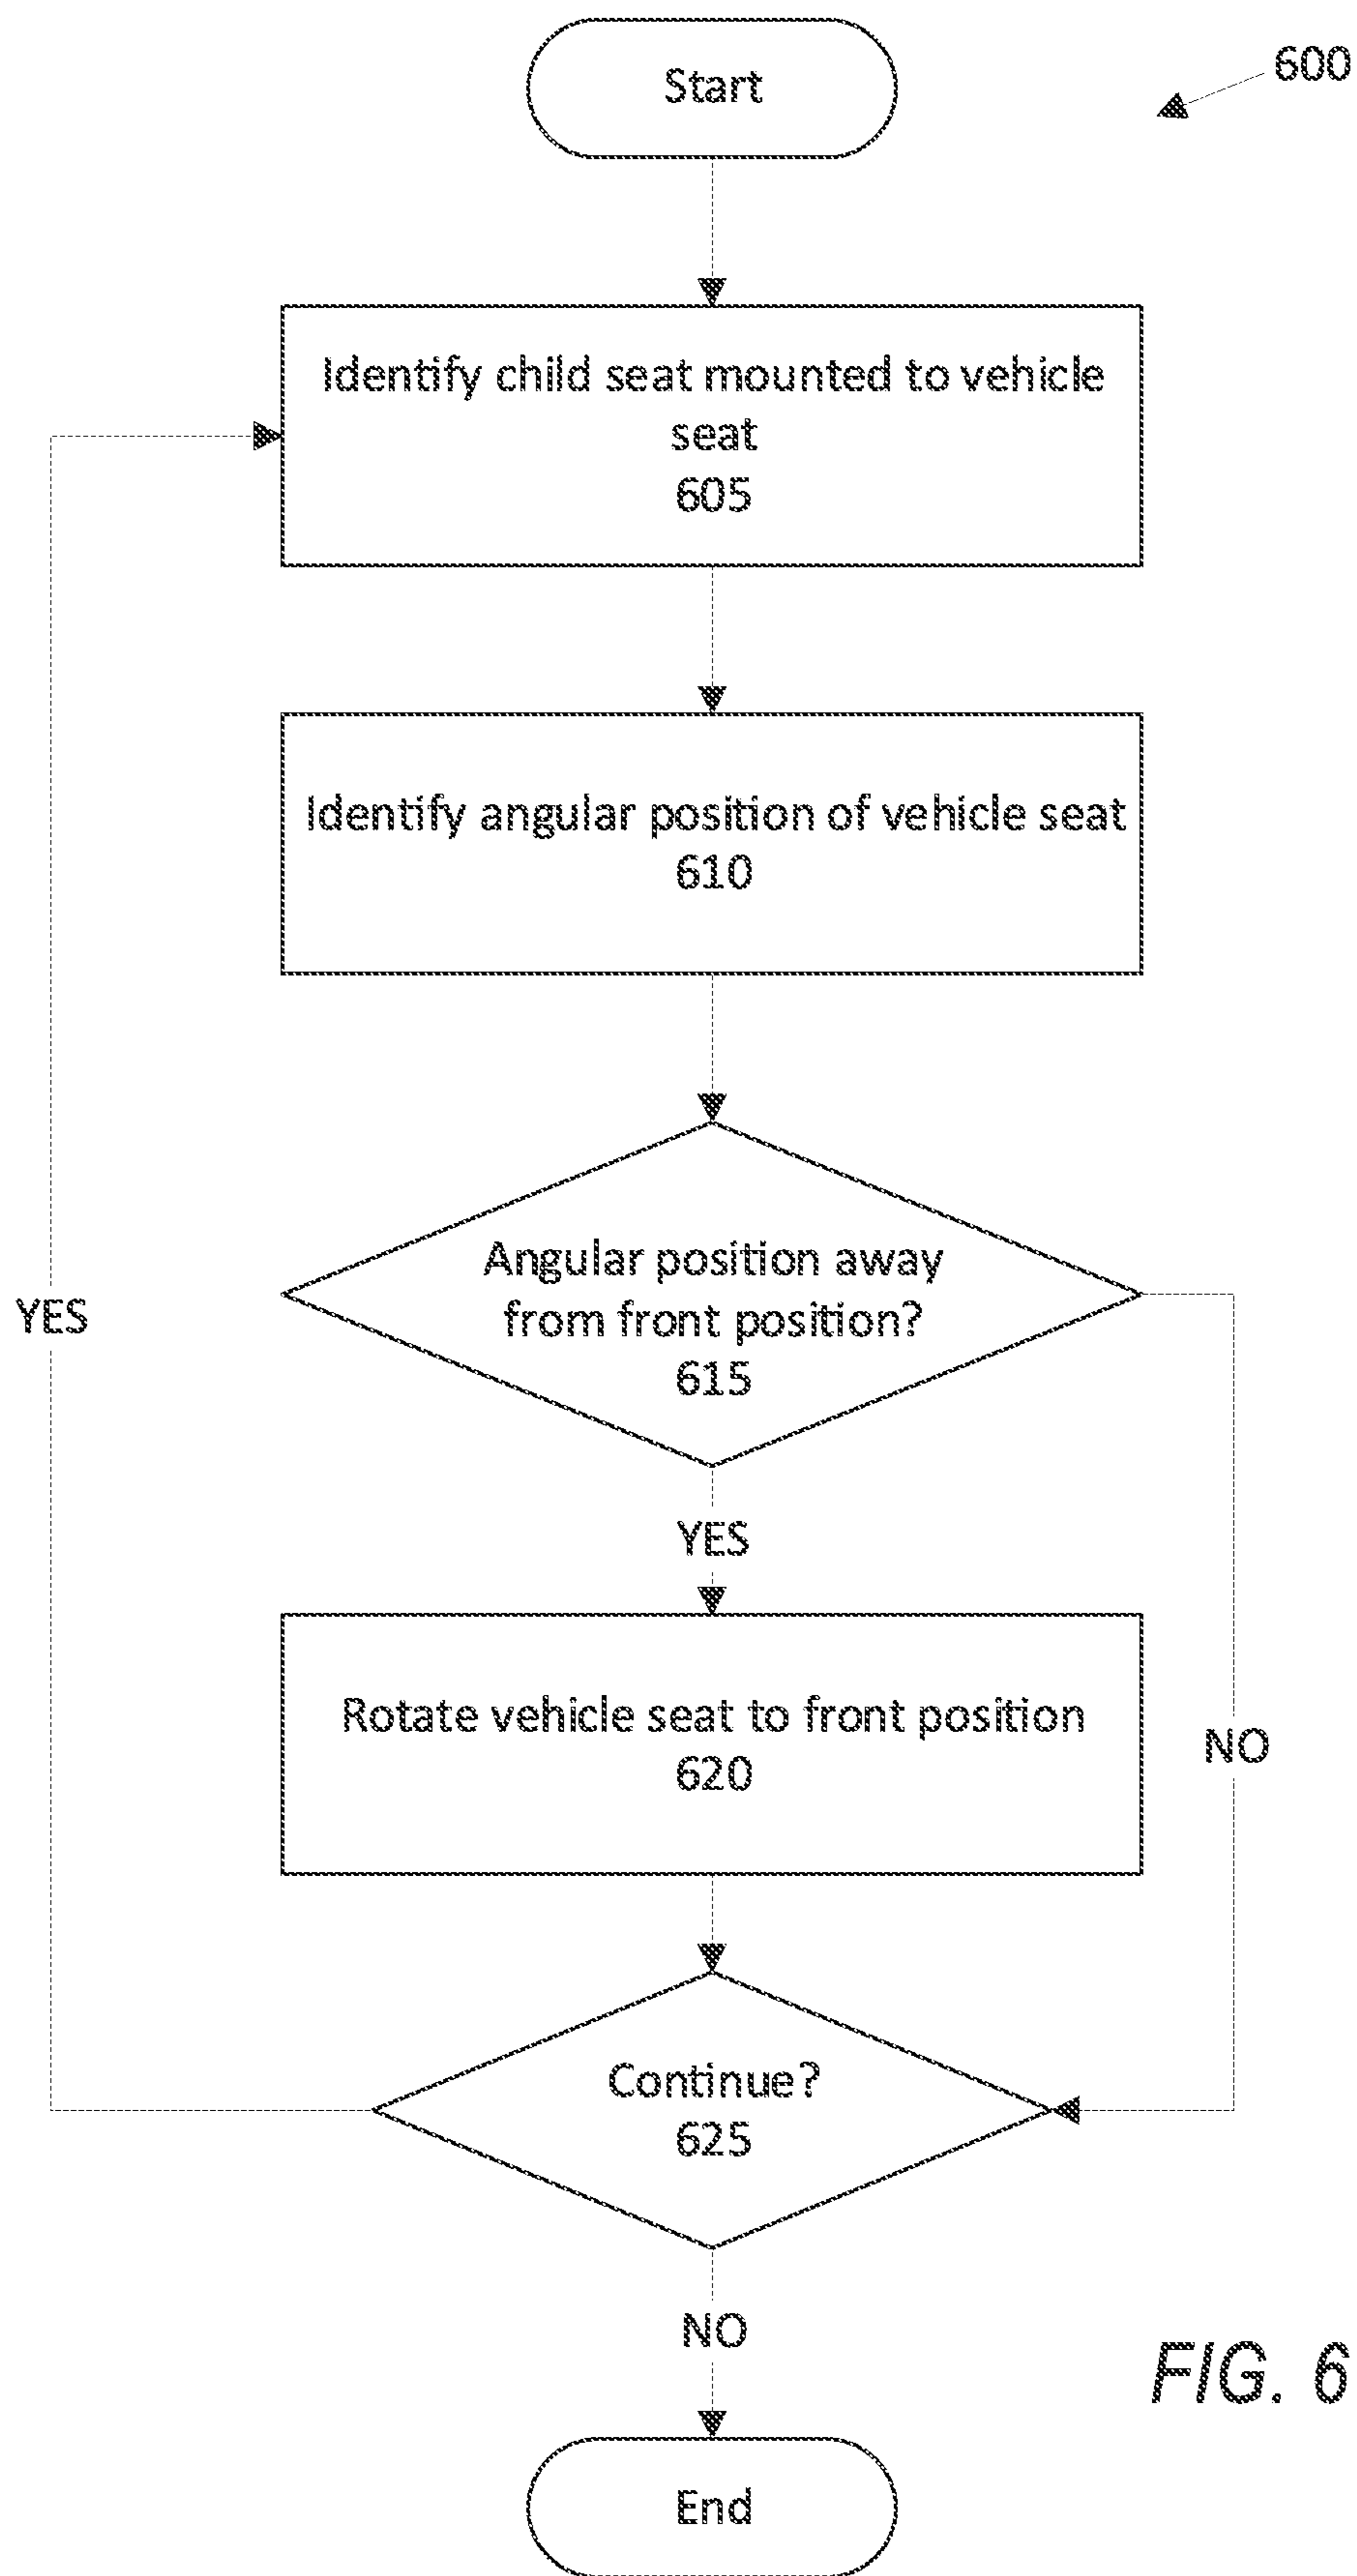 Start
600
Identify child seat mounted to vehicle
seat
605
Identify angular position of vehicle seat
610
Angular position away
from front position?
615
YES
YES
Rotate vehicle seat to front position
620
NO
Continue?
625
NO
FIG. 6
End